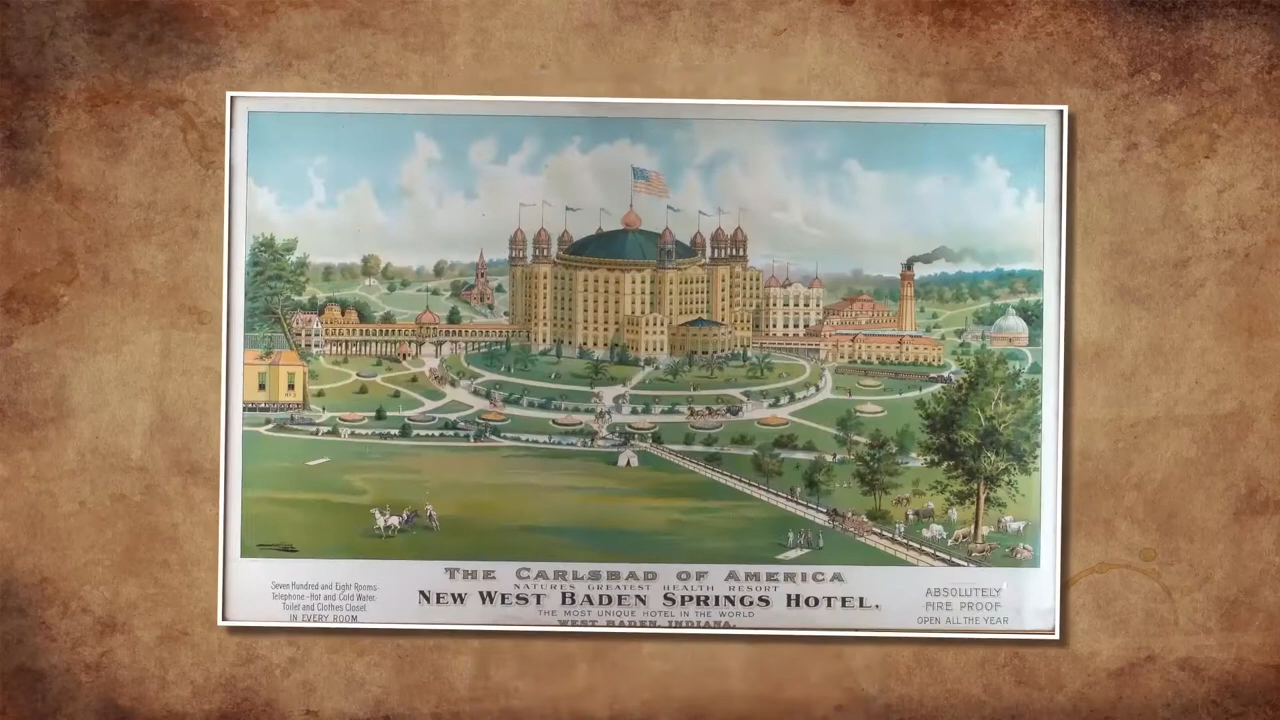 Seven Hundred and Eight Rooms.
Telephone - Hot and Cold Water.
Toilet and Clothes Closet
IN EVERY ROOM
THE CARLSBAD OF AMERICA
NATURES GREATEST HEALTH RESORT
NEW WEST BADEN SPRINGS HOTEL.
THE MOST UNIQUE HOTEL IN THE WORLD
WEST BADEN, INDIANA.
ABSOLUTELY
FIRE PROOF
OPEN ALL THE YEAR